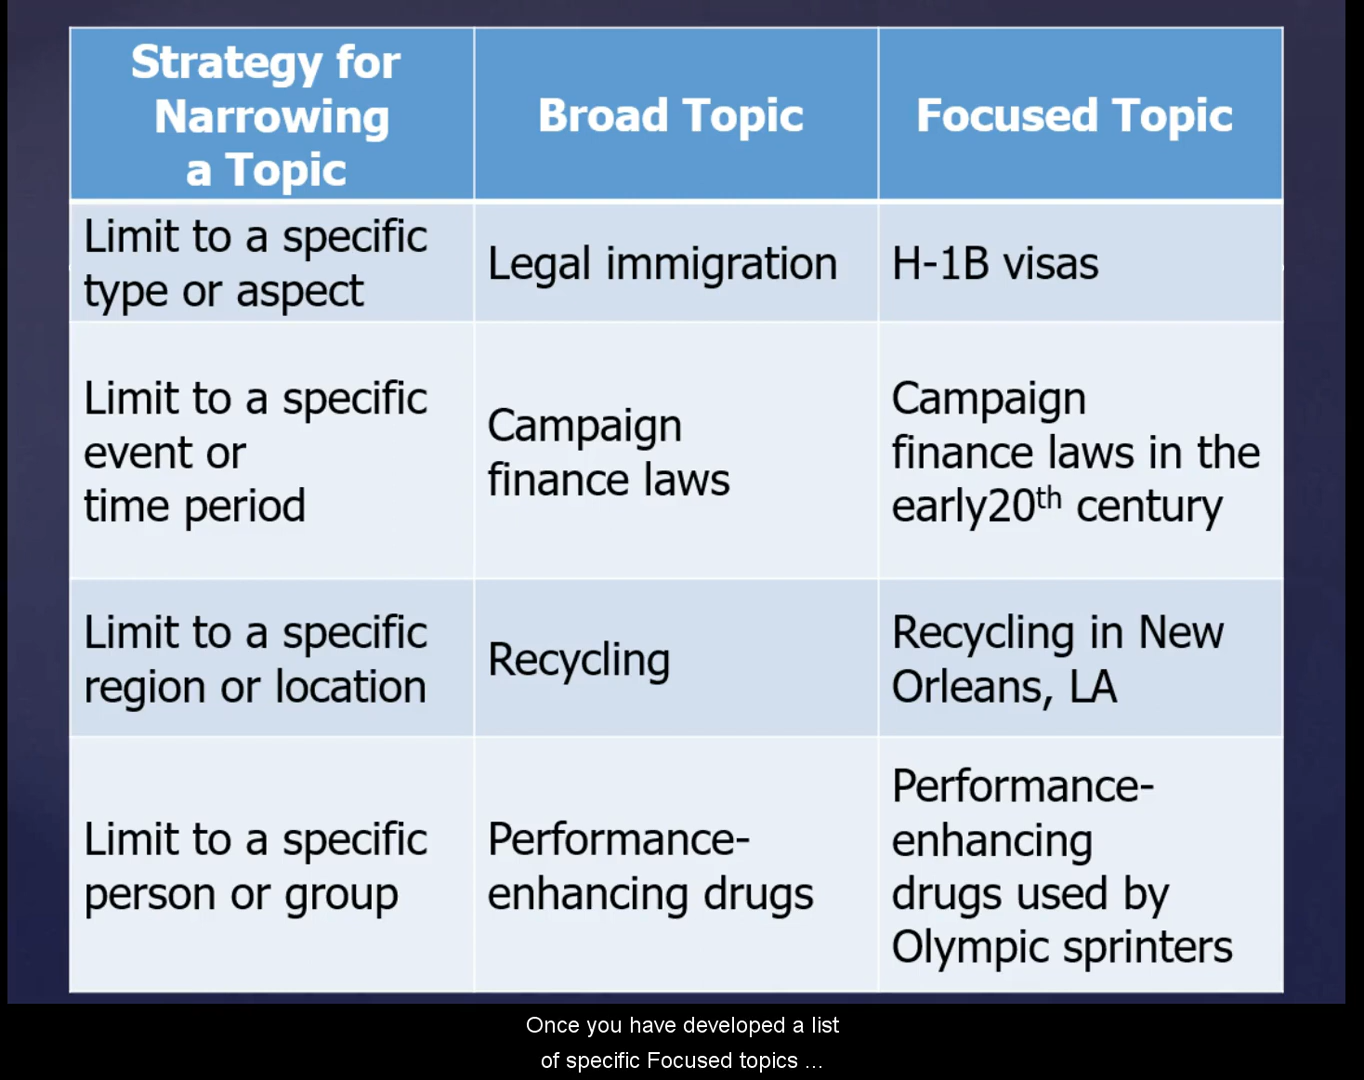 Strategy for
Narrowing
a Topic
Broad Topic
Focused Topic
Limit to a specific
type or aspect
Legal immigration
H-1B visas
Limit to a specific
event or
time period
Campaign
finance laws
Campaign
finance laws in the
early20th century
Limit to a specific
region or location
Recycling
Recycling in New
Orleans, LA
Limit to a specific
person or group
Performance-
enhancing drugs
Performance-
enhancing
drugs used by
Olympic sprinters
Once you have developed a list
of specific Focused topics ...